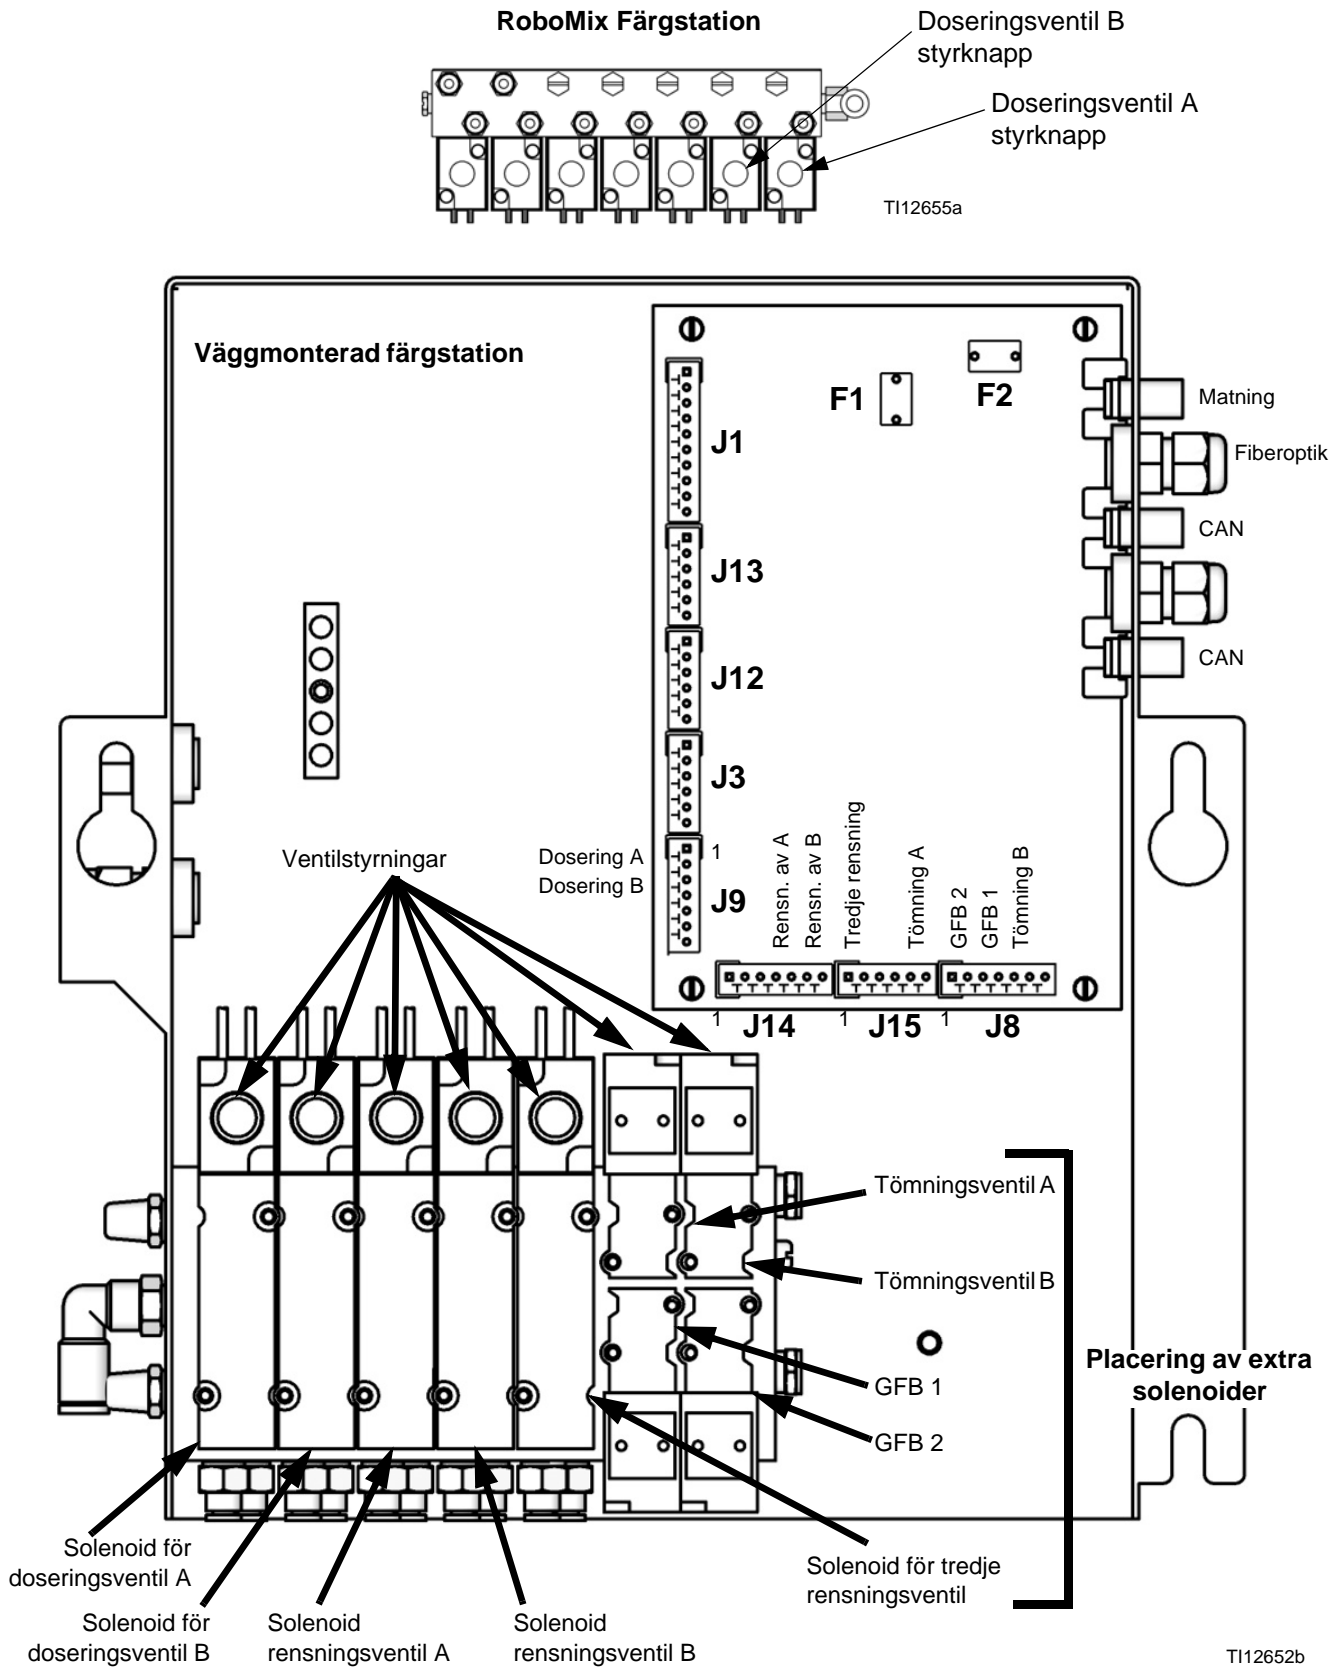 RoboMix Färgstation
Doseringsventil B
styrknapp
Doseringsventil A
styrknapp
TI12655a
Väggmonterad färgstation
F1
F2
Matning
Fiberoptik
J1
CAN
J13
CAN
J12
J3
Ventilstyrningar
Dosering A
Dosering B
1
J9
Rensn. av A
Rensn. av B
Tredje rensning
Tömning A
GFB 2
GFB 1
Tömning B
1
J14
1
J15
1
J8
Tömningsventil A
Tömningsventil B
GFB 1
GFB 2
Placering av extra
solenoider
Solenoid för
doseringsventil A
Solenoid för
doseringsventil B
Solenoid
rensningsventil A
Solenoid
rensningsventil B
Solenoid för tredje
rensningsventil
TI12652b